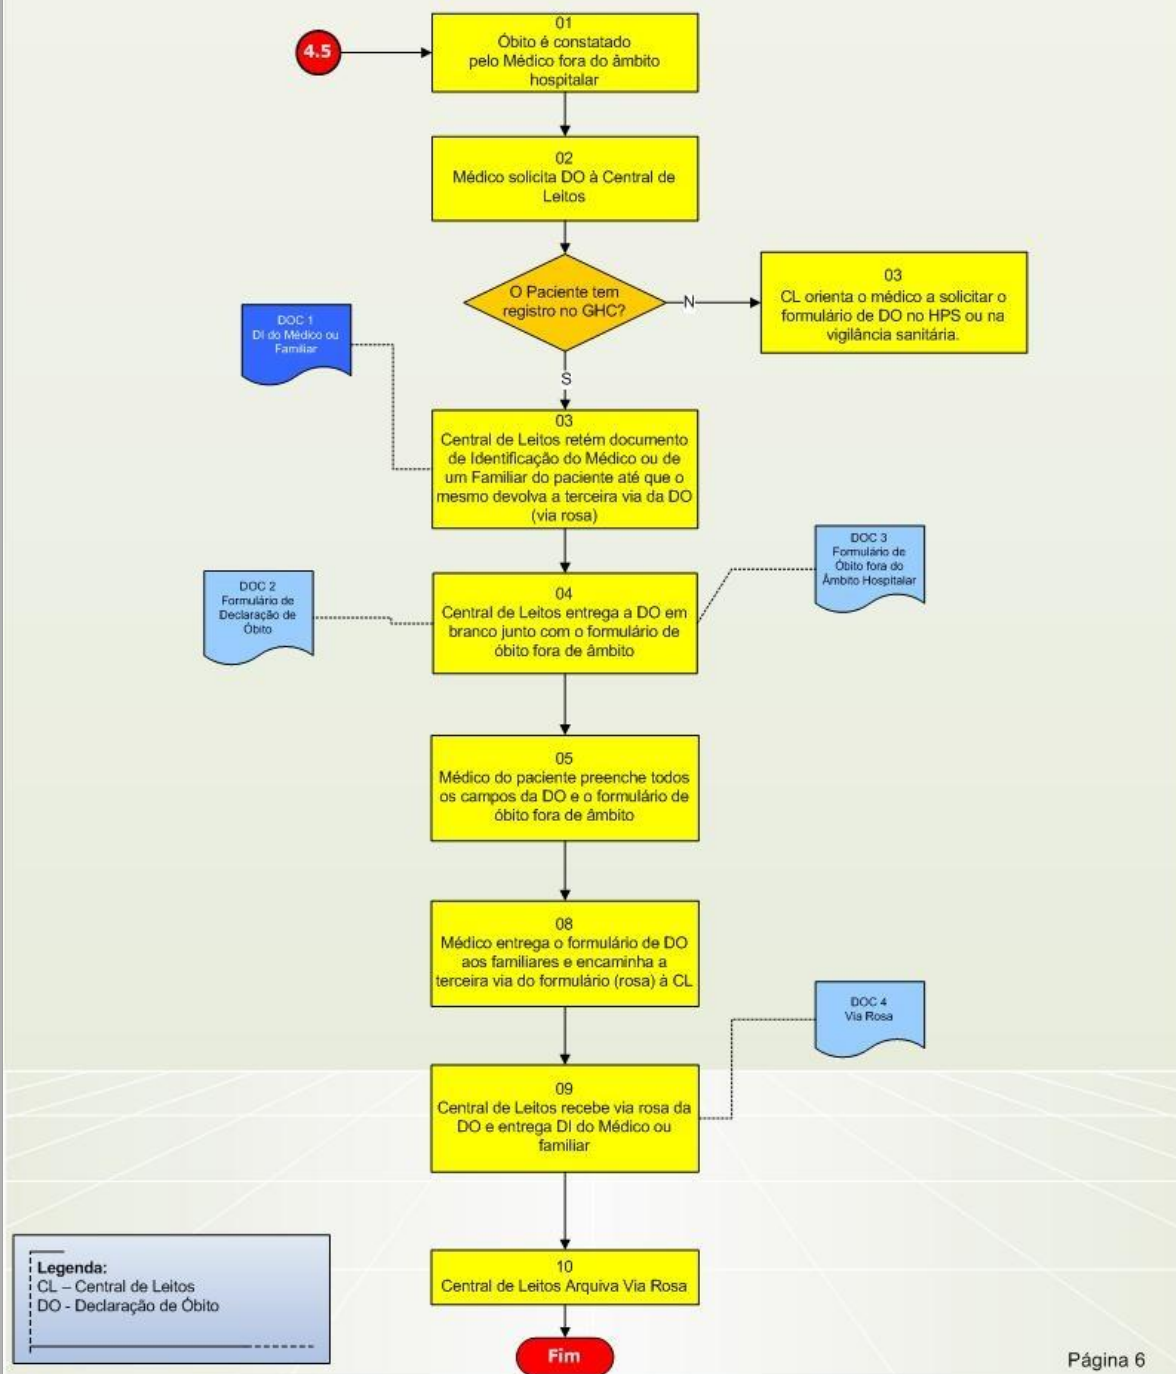 4.5
01
Óbito é constatado
pelo Médico fora do âmbito
hospitalar
02
Médico solicita DO à Central de
Leitos
O Paciente tem
registro no GHC?
N
03
CL orienta o médico a solicitar o
formulário de DO no HPS ou na
vigilância sanitária.
DOC 1
DI do Médico ou
Familiar
S
03
Central de Leitos retém documento
de Identificação do Médico ou de
um Familiar do paciente até que o
mesmo devolva a terceira via da DO
(via rosa)
DOC 3
Formulário de
Óbito fora do
Âmbito Hospitalar
DOC 2
Formulário de
Declaração de
Óbito
04
Central de Leitos entrega a DO em
branco junto com o formulário de
óbito fora de âmbito
05
Médico do paciente preenche todos
os campos da DO e o formulário de
óbito fora de âmbito
08
Médico entrega o formulário de DO
aos familiares e encaminha a
terceira via do formulário (rosa) à CL
DOC 4
Via Rosa
09
Central de Leitos recebe via rosa da
DO e entrega DI do Médico ou
familiar
10
Central de Leitos Arquiva Via Rosa
Legenda:
CL – Central de Leitos
DO - Declaração de Óbito
Fim
Página 6